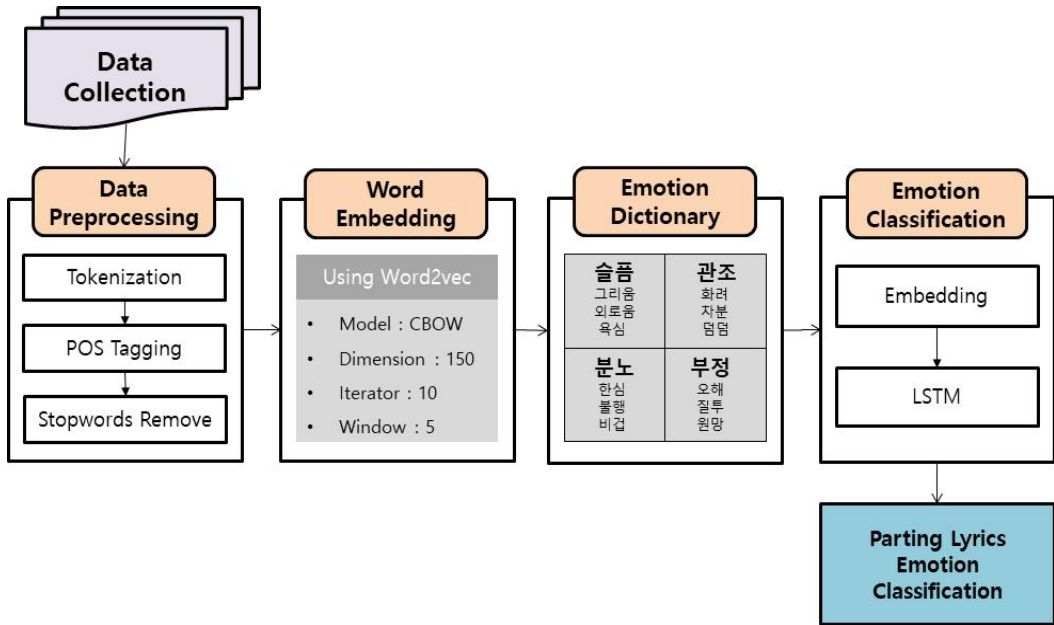 Data
Collection
Data
Preprocessing
Tokenization
POS Tagging
Stopwords Remove
Word
Embedding
Using Word2vec
• Model : CBOW
• Dimension : 150
• Iterator : 10
• Window : 5
Emotion
Dictionary
슬픔
그리움
외로움
욕심
관조
화려
차분
덤덤
분노
한심
불행
비겁
부정
오해
질투
원망
Emotion
Classification
Embedding
LSTM
Parting Lyrics
Emotion
Classification